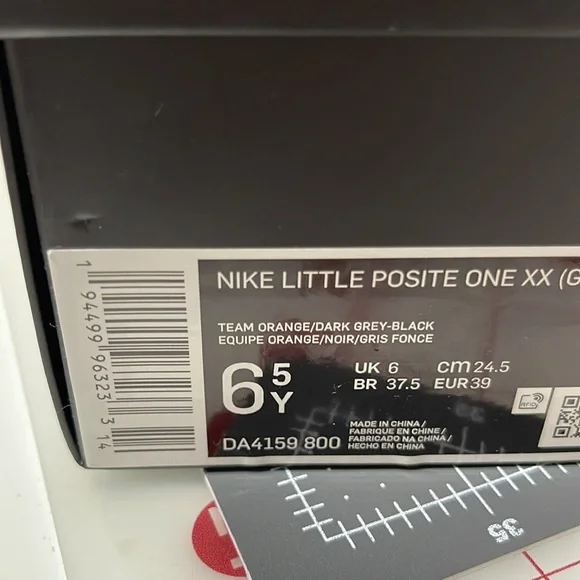 NIKE LITTLE POSITE ONE XX (G
TEAM ORANGE/DARK GREY-BLACK
EQUIPE ORANGE/NOIR/GRIS FONCE
6 5 Y
UK 6 cm 24.5
BR 37.5 EUR 39
RFID
DA4159 800
MADE IN CHINA /
FABRIQUE EN CHINE /
FABRICADO NA CHINA /
HECHO EN CHINA
1 94499 96323 3 14
35